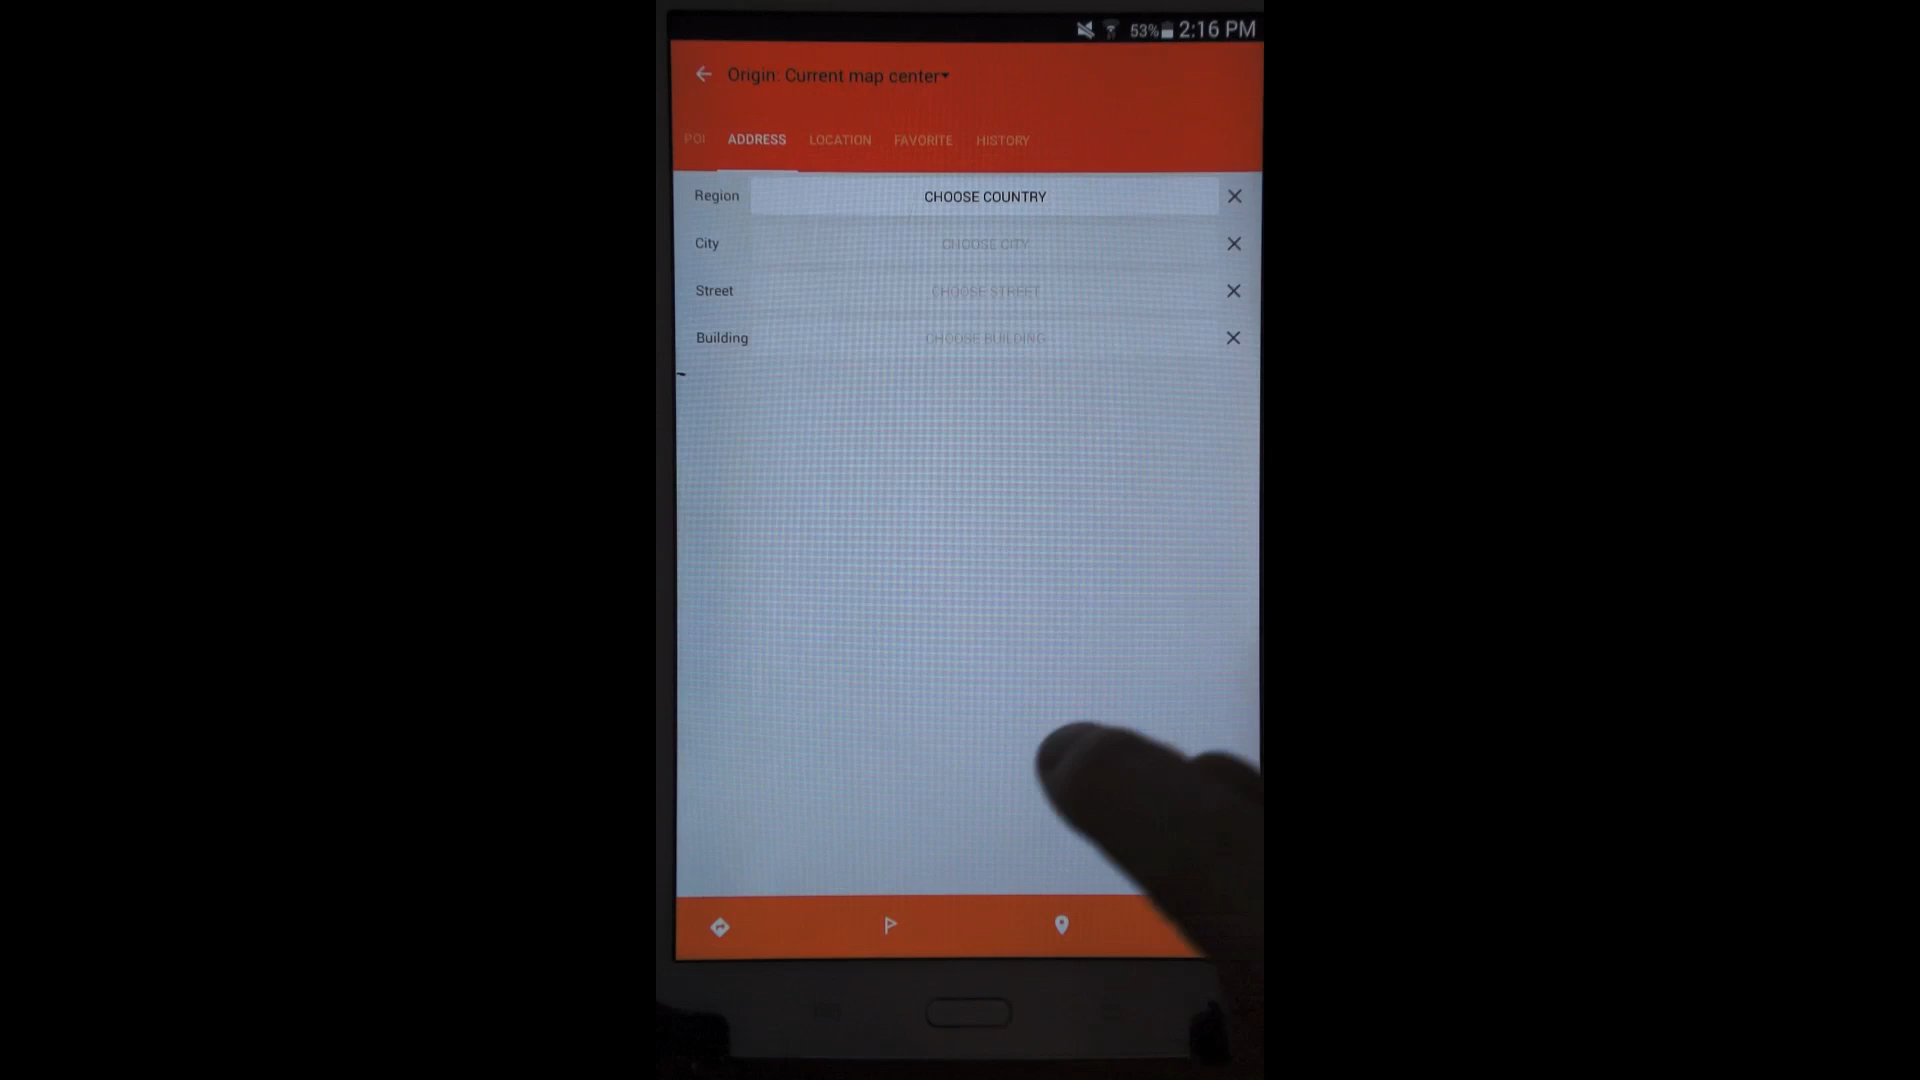 53% 2:16 PM
Origin: Current map center
POI ADDRESS LOCATION FAVORITE HISTORY
Region CHOOSE COUNTRY
City CHOOSE CITY
Street CHOOSE STREET
Building CHOOSE BUILDING